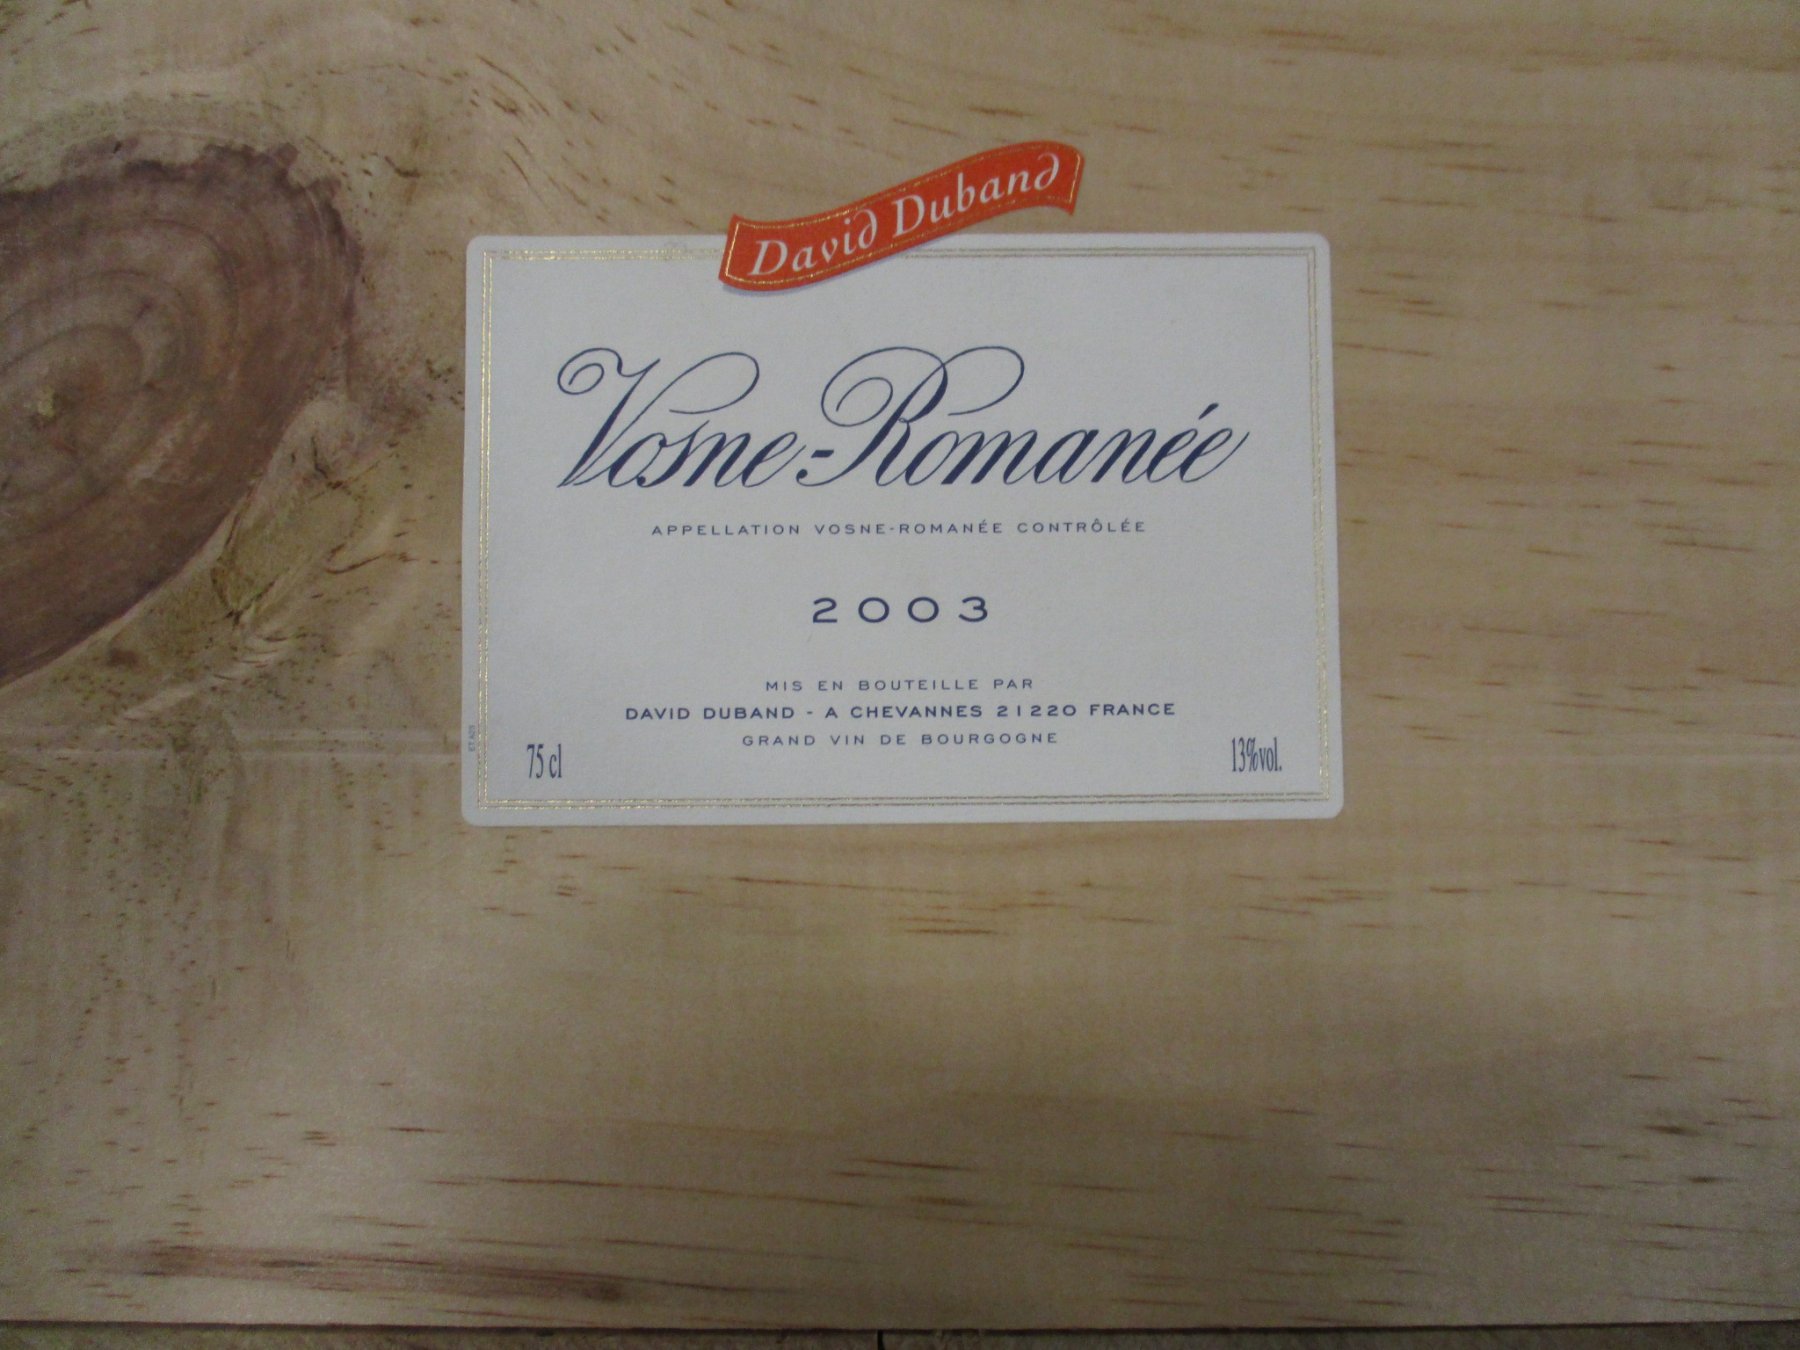 David Duband
Vosne-Romanée
APPELLATION VOSNE-ROMANÉE CONTRÔLÉE
2003
MIS EN BOUTEILLE PAR
DAVID DUBAND - A CHEVANNES 21220 FRANCE
GRAND VIN DE BOURGOGNE
75 cl
13%vol.